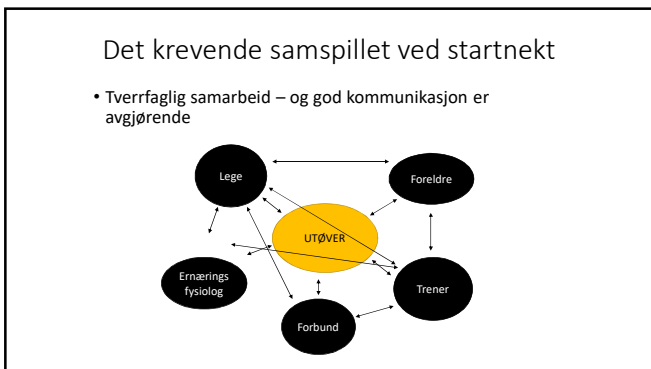 Det krevende samspillet ved startnekt
• Tverrfaglig samarbeid – og god kommunikasjon er
avgjørende
Lege
Foreldre
UTØVER
Ernærings
fysiolog
Trener
Forbund